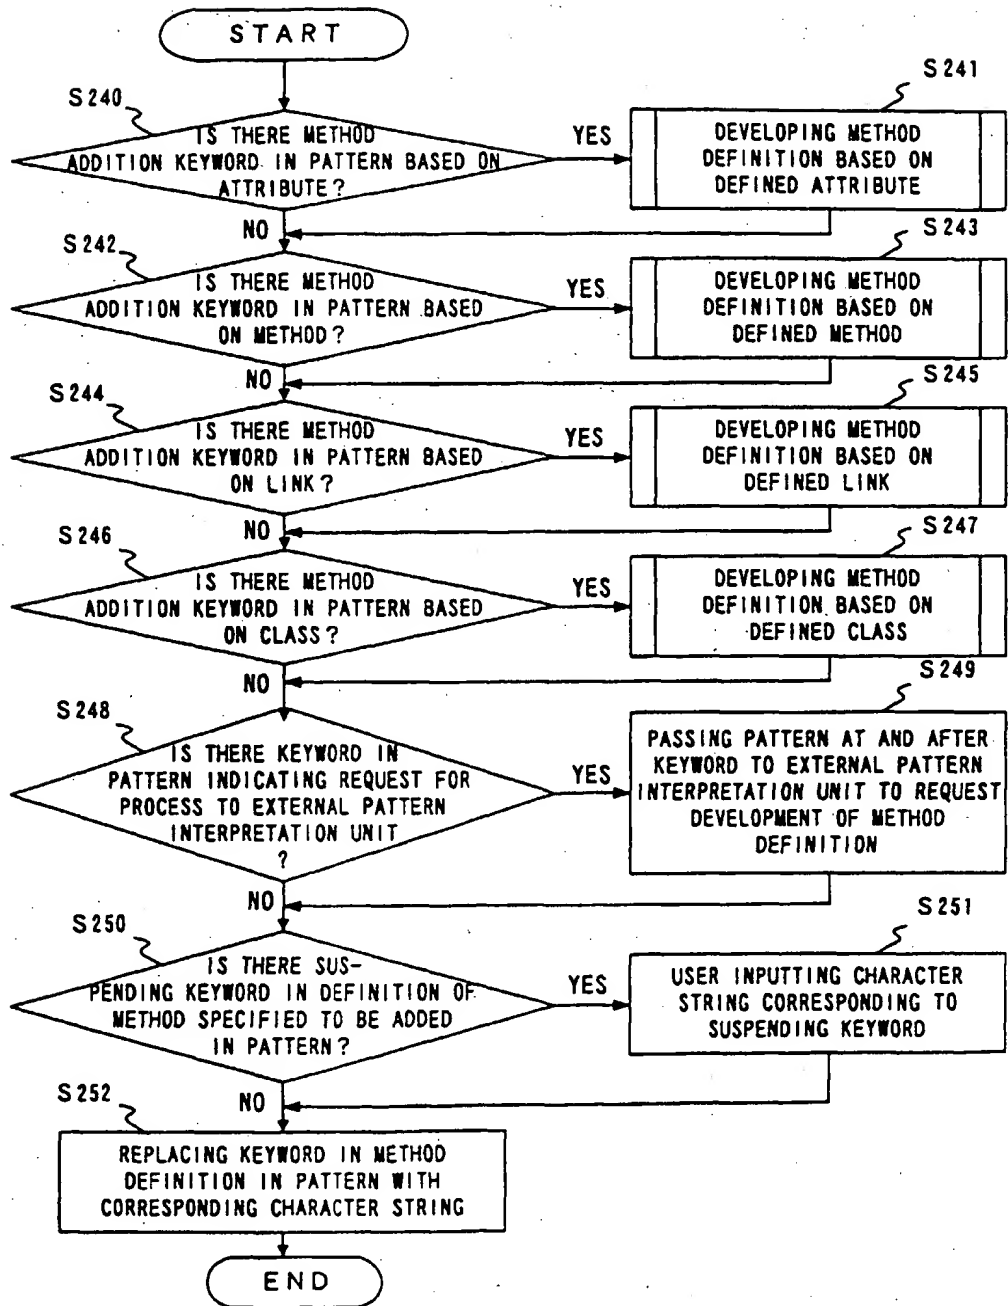 START
S240
IS THERE METHOD
ADDITION KEYWORD IN PATTERN BASED ON
ATTRIBUTE?
YES
S241
DEVELOPING METHOD
DEFINITION BASED ON
DEFINED ATTRIBUTE
NO
S242
IS THERE METHOD
ADDITION KEYWORD IN PATTERN BASED
ON METHOD?
YES
S243
DEVELOPING METHOD
DEFINITION BASED ON
DEFINED METHOD
NO
S244
IS THERE METHOD
ADDITION KEYWORD IN PATTERN BASED
ON LINK?
YES
S245
DEVELOPING METHOD
DEFINITION BASED ON
DEFINED LINK
NO
S246
IS THERE METHOD
ADDITION KEYWORD IN PATTERN BASED
ON CLASS?
YES
S247
DEVELOPING METHOD
DEFINITION BASED ON
DEFINED CLASS
NO
S248
IS THERE KEYWORD IN
PATTERN INDICATING REQUEST FOR
PROCESS TO EXTERNAL PATTERN
INTERPRETATION UNIT
?
YES
S249
PASSING PATTERN AT AND AFTER
KEYWORD TO EXTERNAL PATTERN
INTERPRETATION UNIT TO REQUEST
DEVELOPMENT OF METHOD
DEFINITION
NO
S250
IS THERE SUS-
PENDING KEYWORD IN DEFINITION OF
METHOD SPECIFIED TO BE ADDED
IN PATTERN?
YES
S251
USER INPUTTING CHARACTER
STRING CORRESPONDING TO
SUSPENDING KEYWORD
NO
S252
REPLACING KEYWORD IN METHOD
DEFINITION IN PATTERN WITH
CORRESPONDING CHARACTER STRING
END